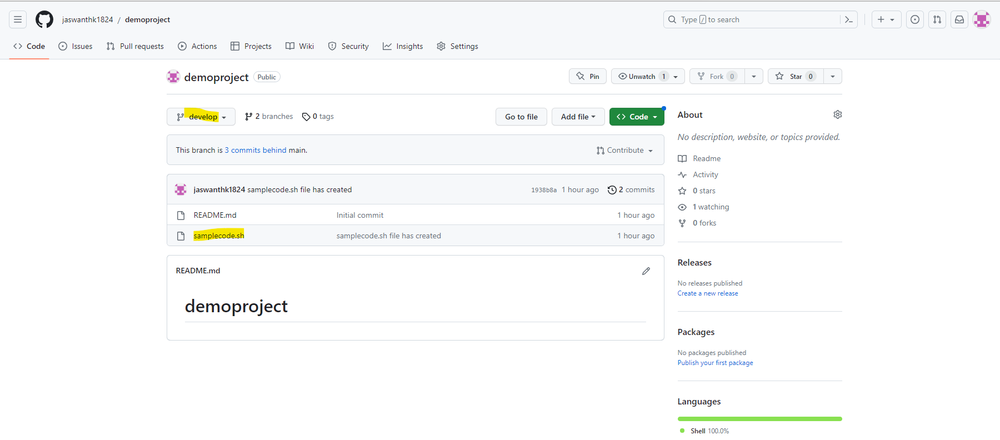 jaswanthk1824 / demoproject
Type / to search
Code Issues Pull requests Actions Projects Wiki Security Insights Settings
demoproject Public
Pin Unwatch 1 Fork 0 Star 0
develop 2 branches 0 tags
Go to file Add file Code
This branch is 3 commits behind main.
Contribute
jaswanthk1824 samplecode.sh file has created 1938b8a 1 hour ago 2 commits
README.md Initial commit 1 hour ago
samplecode.sh samplecode.sh file has created 1 hour ago
README.md
demoproject
About
No description, website, or topics provided.
Readme
Activity
0 stars
1 watching
0 forks
Releases
No releases published
Create a new release
Packages
No packages published
Publish your first package
Languages
Shell 100.0%